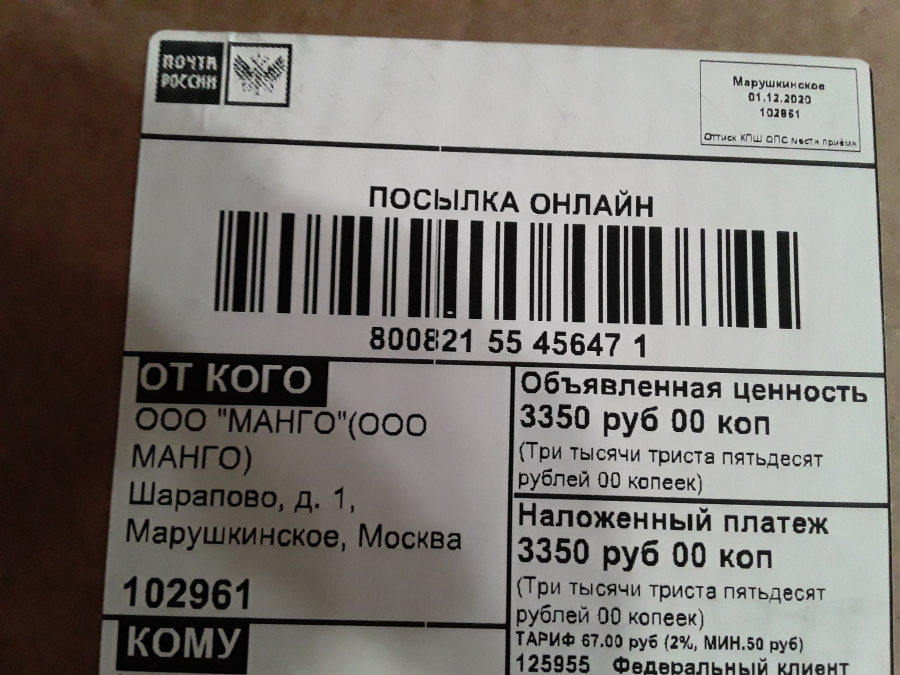 ПОЧТА
РОССИИ
Марушкинское
01.12.2020
102961
Оттиск КПШ ОПС места приёма
ПОСЫЛКА ОНЛАЙН
800821 55 45647 1
ОТ КОГО
ООО "МАНГО"(ООО
МАНГО)
Шарапово, д. 1,
Марушкинское, Москва
102961
КОМУ
Объявленная ценность
3350 руб 00 коп
(Три тысячи триста пятьдесят
рублей 00 копеек)
Наложенный платеж
3350 руб 00 коп
(Три тысячи триста пятьдесят
рублей 00 копеек)
ТАРИФ 67.00 руб (2%, МИН.50 руб)
125955 Федеральный клиент